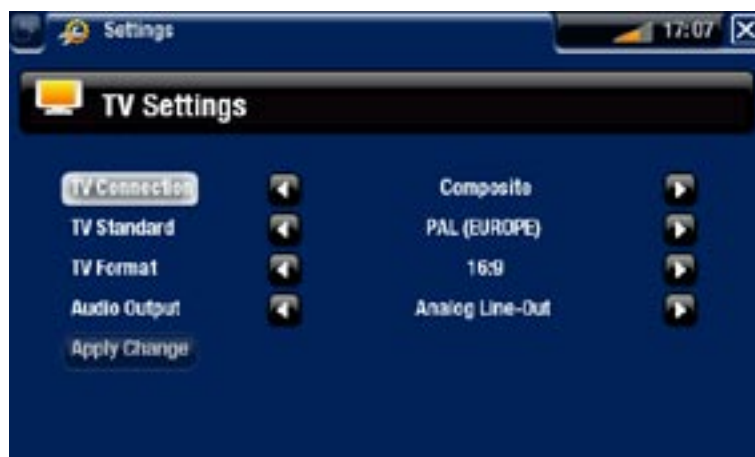 Settings 17:07
TV Settings
TV Connection Composite
TV Standard PAL (EUROPE)
TV Format 16:9
Audio Output Analog Line-Out
Apply Change